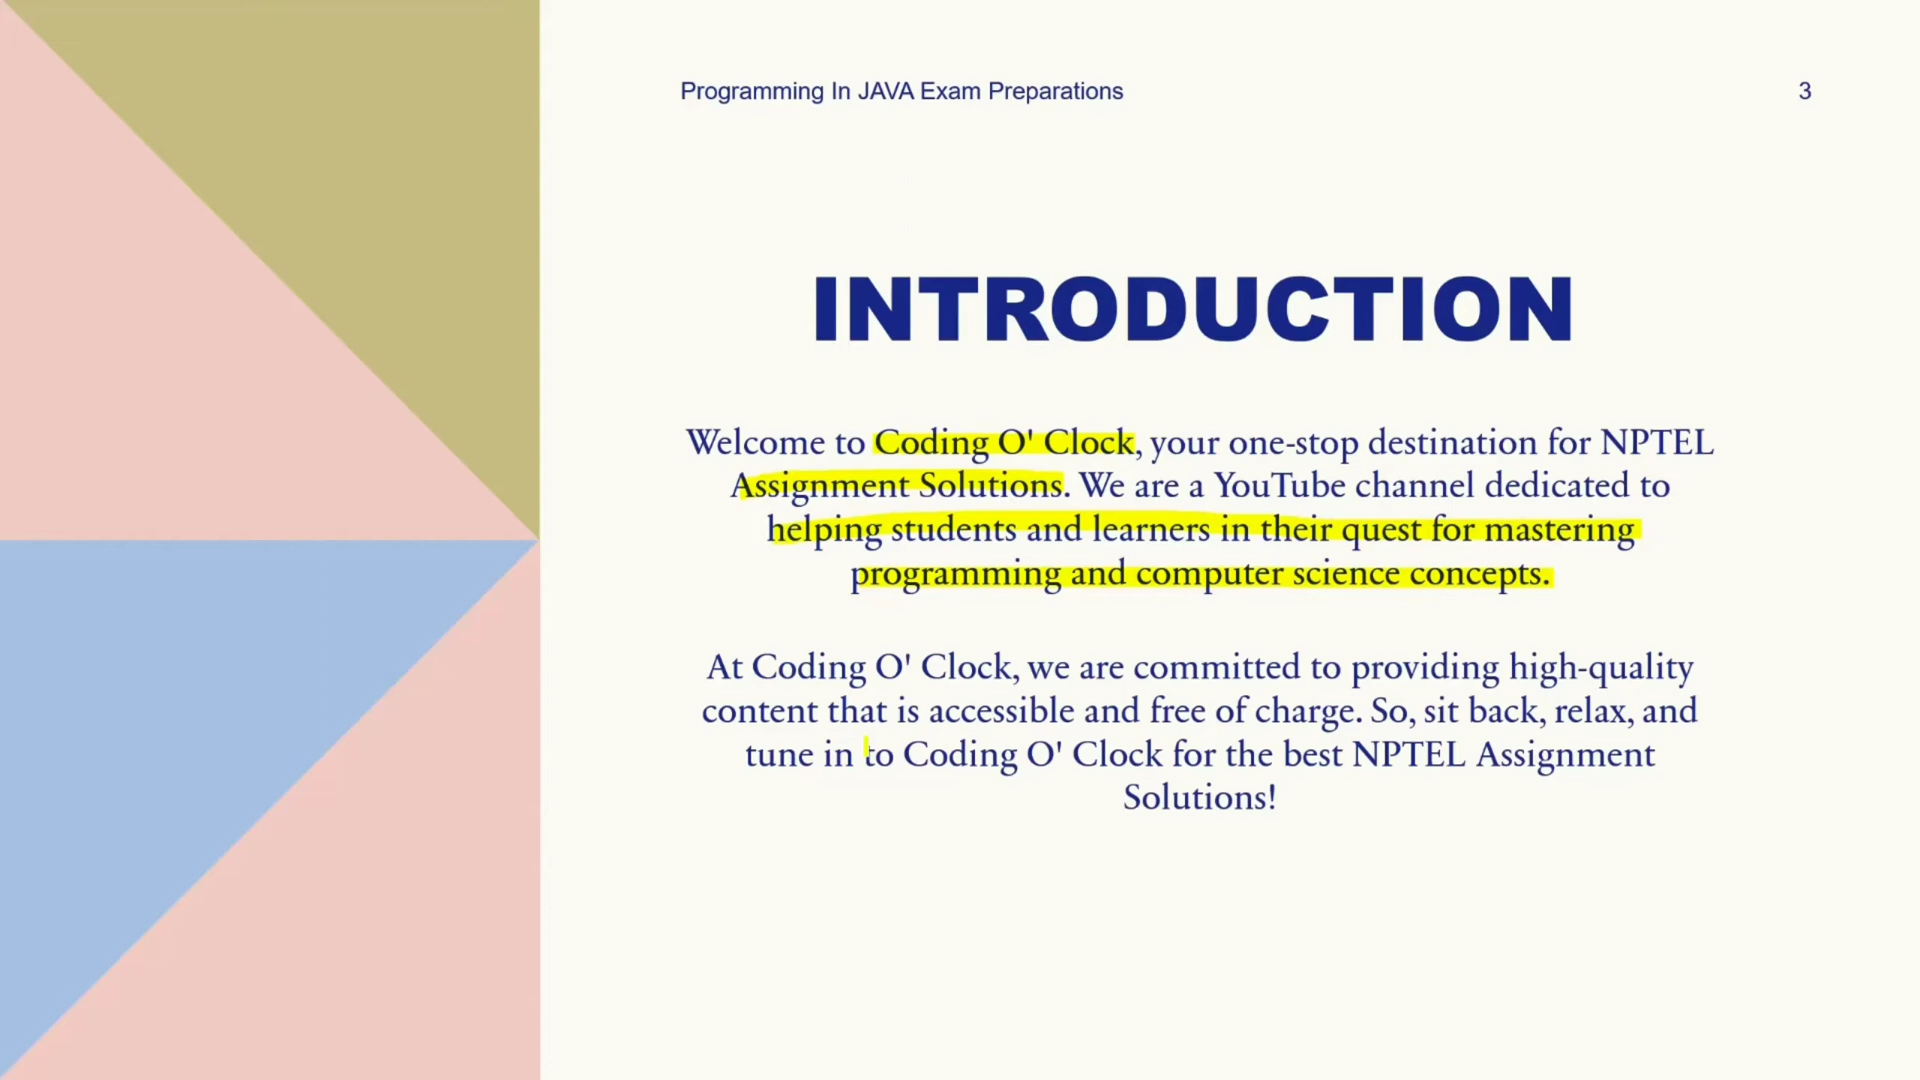 Programming In JAVA Exam Preparations
3
INTRODUCTION
Welcome to Coding O' Clock, your one-stop destination for NPTEL
Assignment Solutions. We are a YouTube channel dedicated to
helping students and learners in their quest for mastering
programming and computer science concepts.
At Coding O' Clock, we are committed to providing high-quality
content that is accessible and free of charge. So, sit back, relax, and
tune in to Coding O' Clock for the best NPTEL Assignment
Solutions!